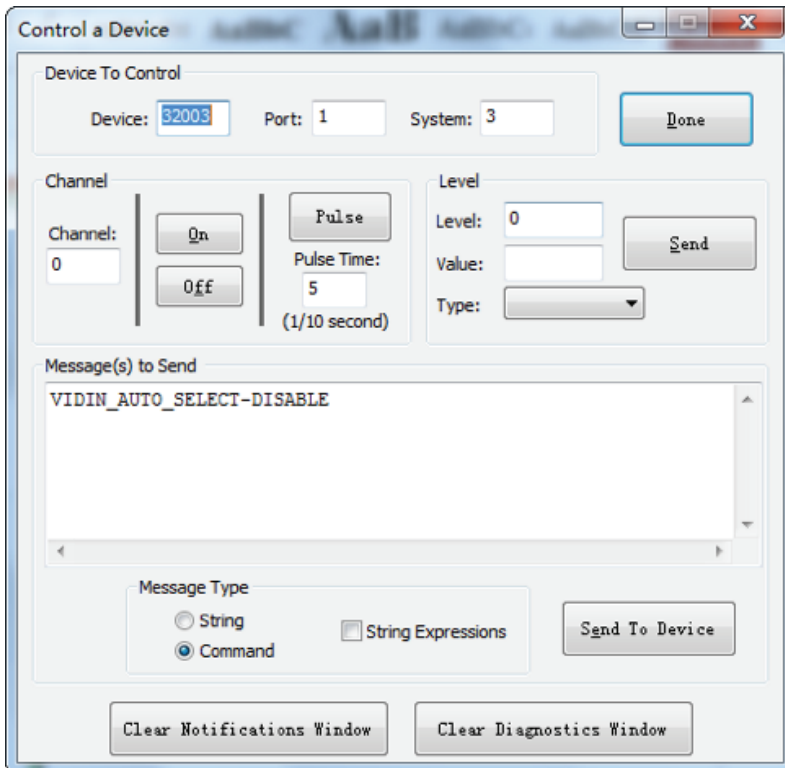 Control a Device
Device To Control
Device: 32003 Port: 1 System: 3 Done
Channel
Channel:
0
On
Off
Pulse
Pulse Time:
5
(1/10 second)
Level
Level: 0
Value:
Type:
Send
Message(s) to Send
VIDIN_AUTO_SELECT-DISABLE
Message Type
String
Command
String Expressions
Send To Device
Clear Notifications Window Clear Diagnostics Window